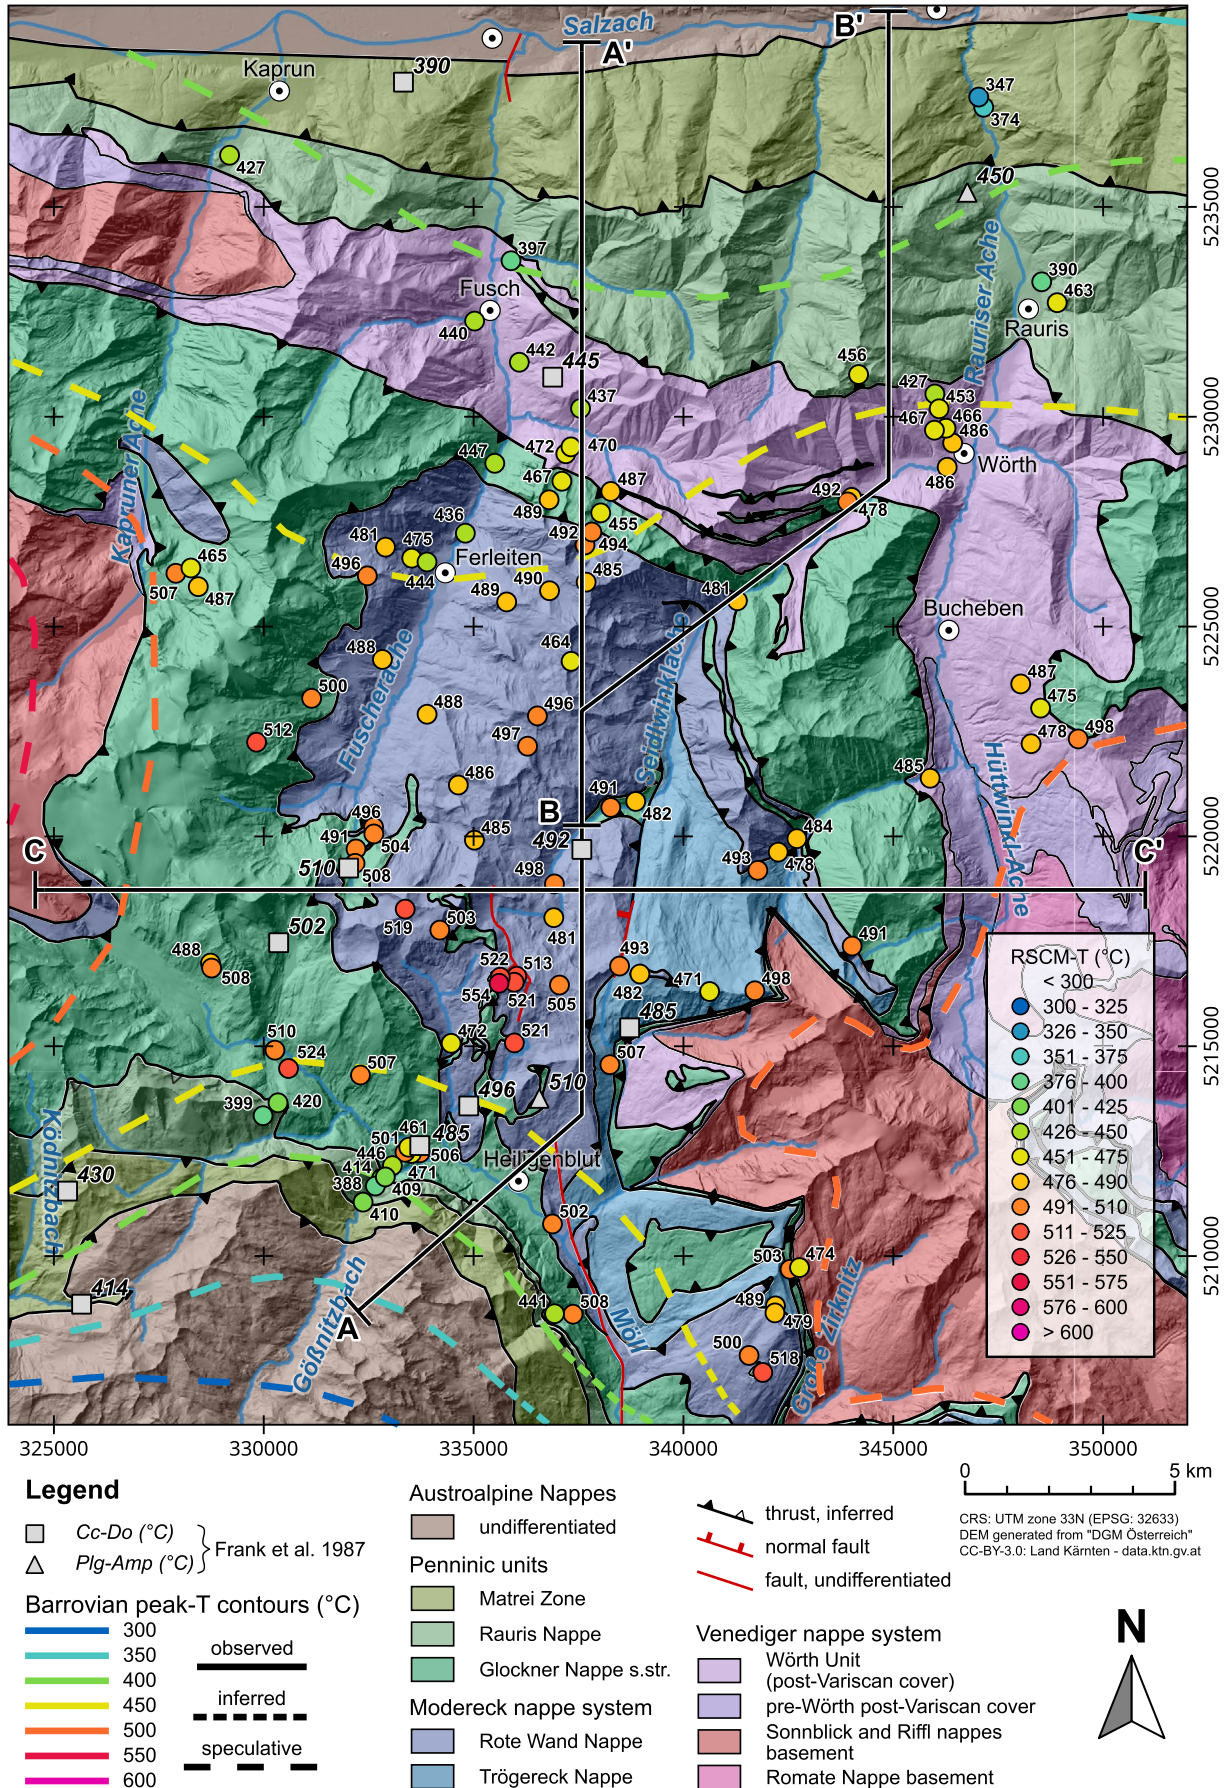 Salzach
B'
A'
Kaprun
390
347
374
427
450
5235000
397
Rauriser Ache
390
463
Fusch
Rauris
440
442
445
456
437
427
453
467
466
486
5230000
472
470
447
Wörth
467
487
486
Kapruner Ache
489
455
492
478
436
492
494
481
475
Ferleiten
465
496
444
490
485
507
487
489
481
Bucheben
5225000
488
464
Seidlwinklache
487
500
475
488
496
Fuscherache
512
497
478
498
486
485
Hüttwinkl-Ache
491
482
496
B
491
504
485
492
484
5220000
C
C'
510
508
498
493
478
519
503
481
502
491
488
508
522
513
493
482
471
498
RSCM-T (°C)
< 300
300 - 325
326 - 350
351 - 375
376 - 400
401 - 425
426 - 450
451 - 475
476 - 490
491 - 510
511 - 525
526 - 550
551 - 575
576 - 600
> 600
554
521
505
485
510
472
521
5215000
524
507
507
496
510
399
420
Ködnitzbach
461
485
501
446
506
430
414
471
Heiligenblut
388
409
410
502
503
474
5210000
414
Gößnitzbach
489
441
508
479
A
Möll
500
518
Große Zirknitz
325000
330000
335000
340000
345000
350000
Legend
Cc-Do (°C)
Plg-Amp (°C)
Frank et al. 1987
Barrovian peak-T contours (°C)
300
350
400
450
500
550
600
observed
inferred
speculative
Austroalpine Nappes
undifferentiated
Penninic units
Matrei Zone
Rauris Nappe
Glockner Nappe s.str.
Modereck nappe system
Rote Wand Nappe
Trögereck Nappe
thrust, inferred
normal fault
fault, undifferentiated
Venediger nappe system
Wörth Unit
(post-Variscan cover)
pre-Wörth post-Variscan cover
Sonnblick and Riffl nappes
basement
Romate Nappe basement
0
5 km
CRS: UTM zone 33N (EPSG: 32633)
DEM generated from "DGM Österreich"
CC-BY-3.0: Land Kärnten - data.ktn.gv.at
N